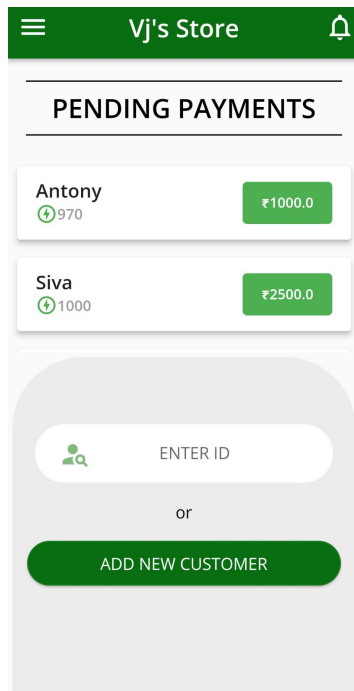 Vj's Store
PENDING PAYMENTS
Antony
970
₹1000.0
Siva
1000
₹2500.0
ENTER ID
or
ADD NEW CUSTOMER